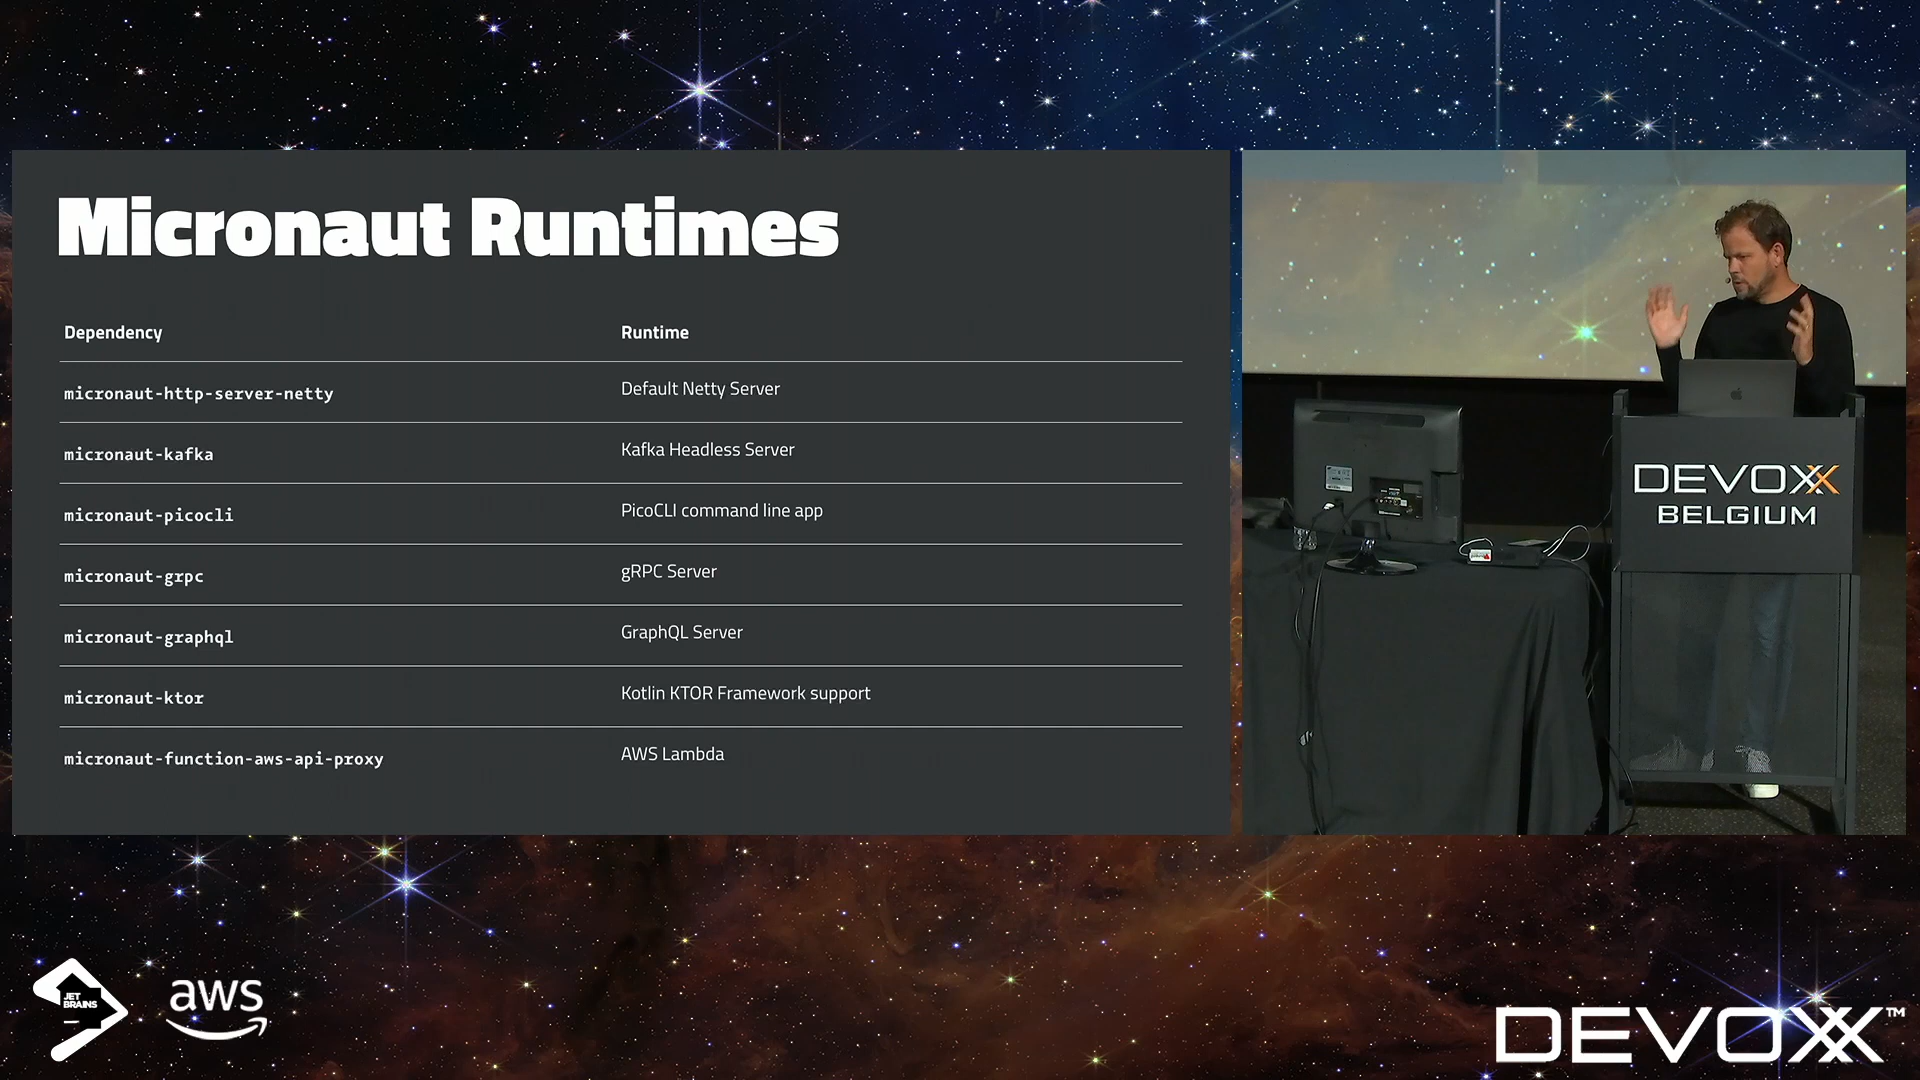 Micronaut Runtimes
Dependency Runtime
micronaut-http-server-netty Default Netty Server
micronaut-kafka Kafka Headless Server
micronaut-picocli PicoCLI command line app
micronaut-grpc gRPC Server
micronaut-graphql GraphQL Server
micronaut-ktor Kotlin KTOR Framework support
micronaut-function-aws-api-proxy AWS Lambda
DEVOXX
BELGIUM
JET
BRAINS
aws
DEVOXX™